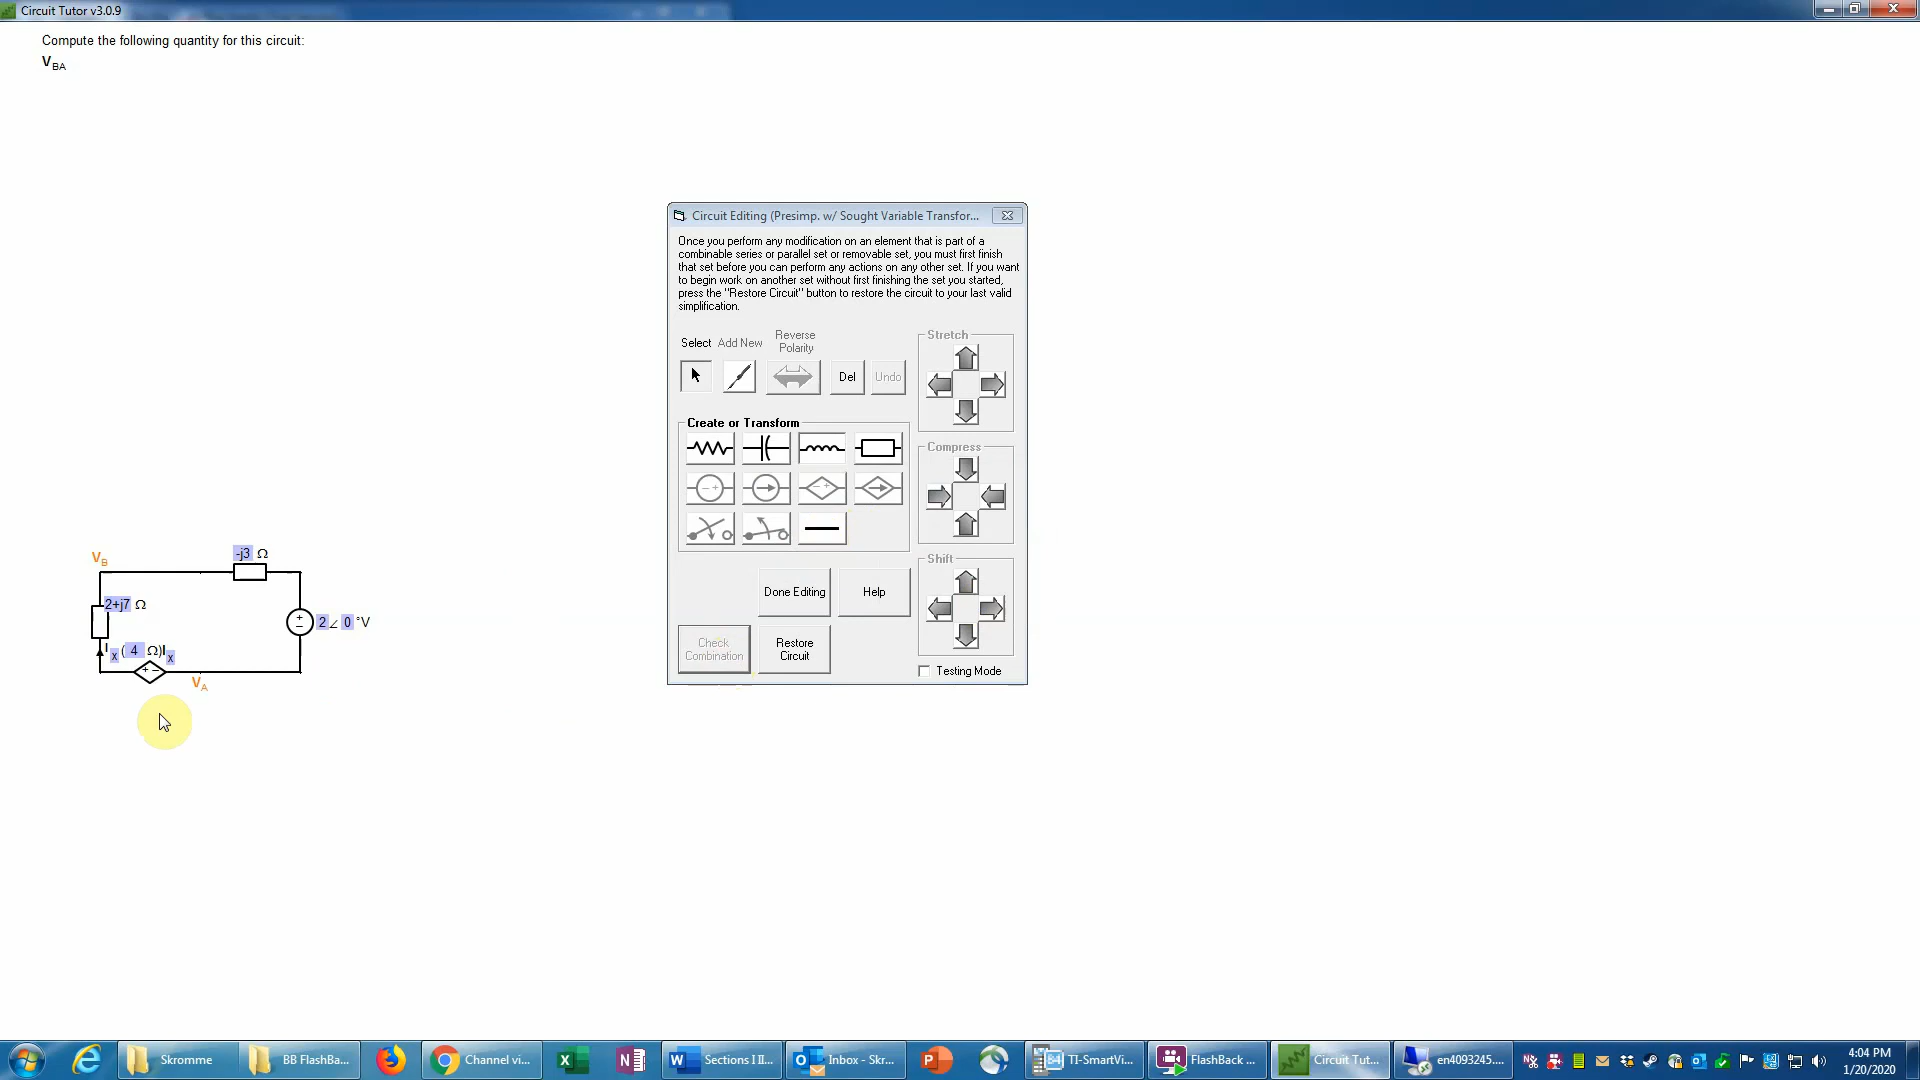 Circuit Tutor v3.0.9
Compute the following quantity for this circuit:
VBA
Circuit Editing (Presimp. w/ Sought Variable Transfor...
Once you perform any modification on an element that is part of a
combinable series or parallel set or removable set, you must first finish
that set before you can perform any actions on any other set. If you want
to begin work on another set without first finishing the set you started,
press the "Restore Circuit" button to restore the circuit to your last valid
simplification.
Select Add New Reverse Polarity
Del Undo
Stretch
Create or Transform
Compress
Shift
Done Editing Help
Check Combination
Restore Circuit
Testing Mode
-j3 Ω
VB
2+j7 Ω
2∠ 0 °V
Ix (4 Ω)Ix
VA
Skromme
BB FlashBa...
Channel vi...
Sections I II...
Inbox - Skr...
TI-SmartVi...
FlashBack ...
Circuit Tut...
en4093245....
4:04 PM
1/20/2020